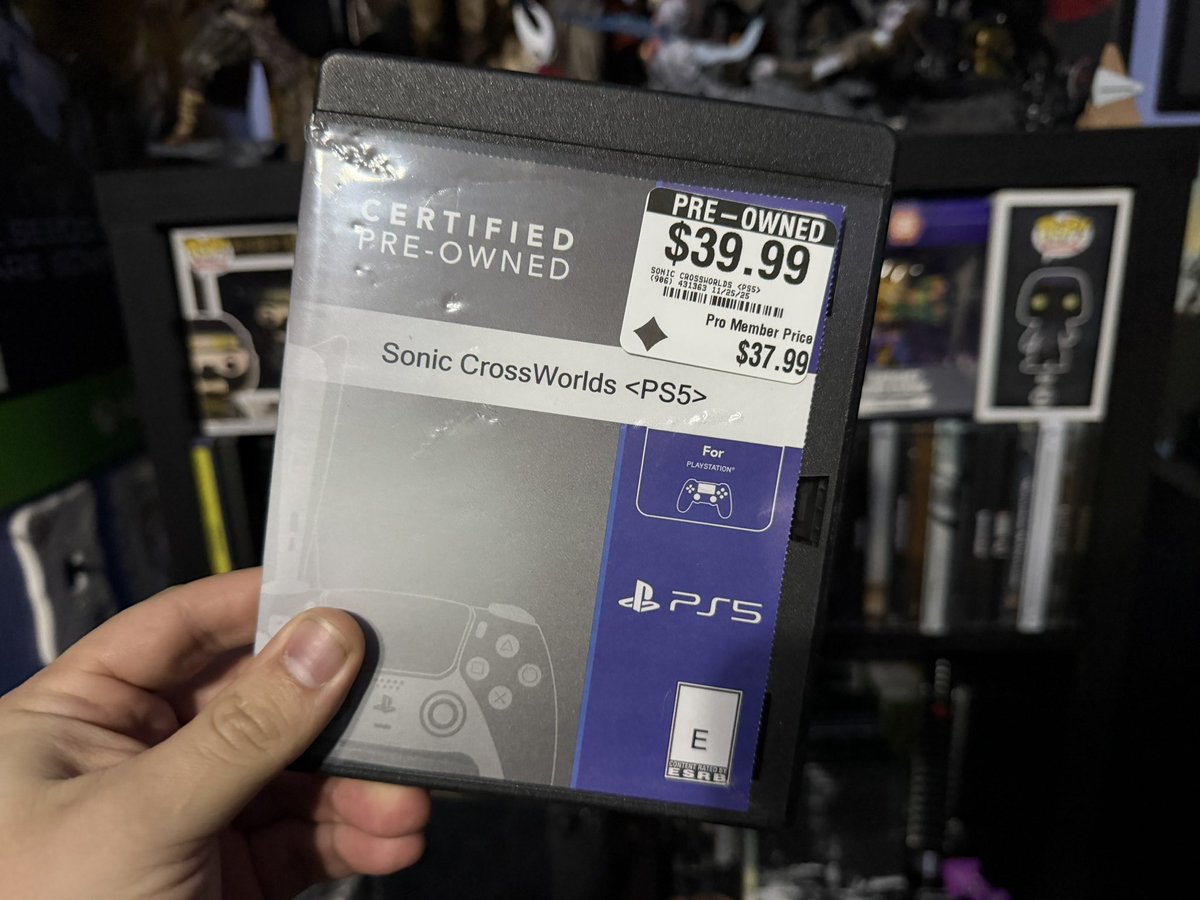 CERTIFIED
PRE-OWNED
PRE-OWNED
$39.99
SONIC CROSSWORLDS <PS5>
(906) 431363 11/25/25
Pro Member Price
$37.99
Sonic CrossWorlds <PS5>
For
PLAYSTATION®
PS5
E
CONTENT RATED BY
ESRB
POP!